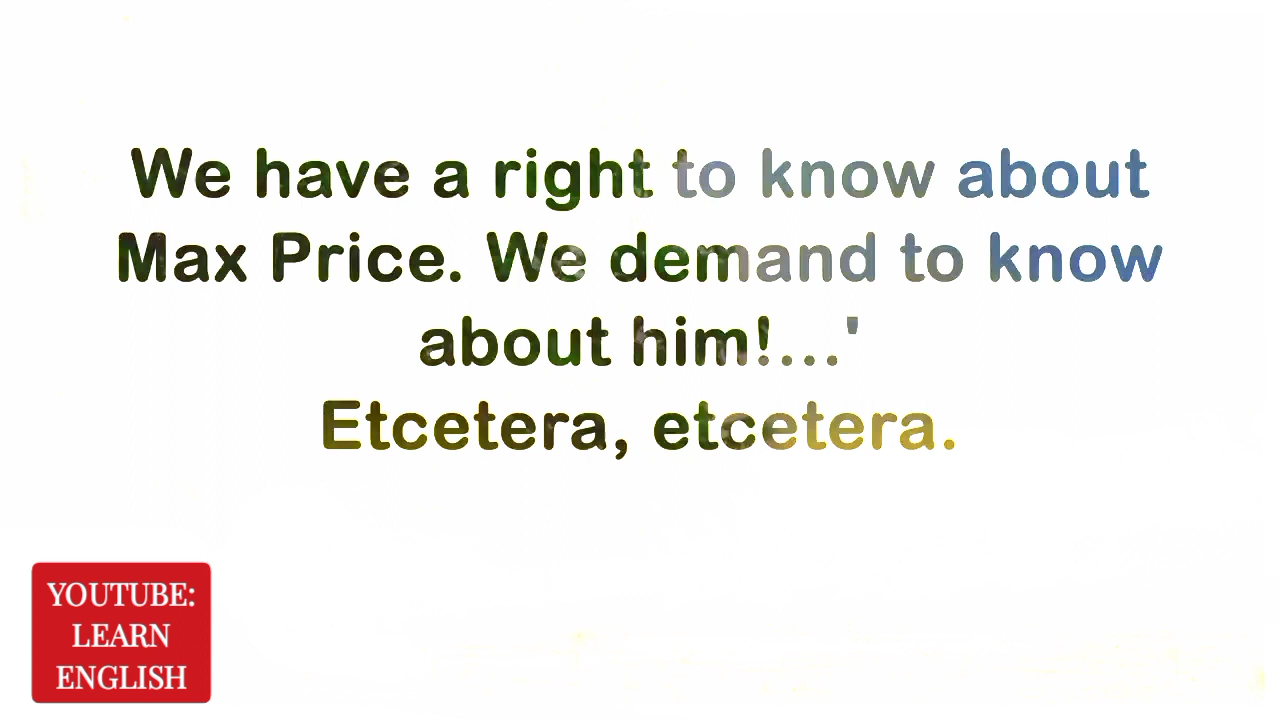 We have a right to know about
Max Price. We demand to know
about him!...'
Etcetera, etcetera.
YOUTUBE:
LEARN
ENGLISH